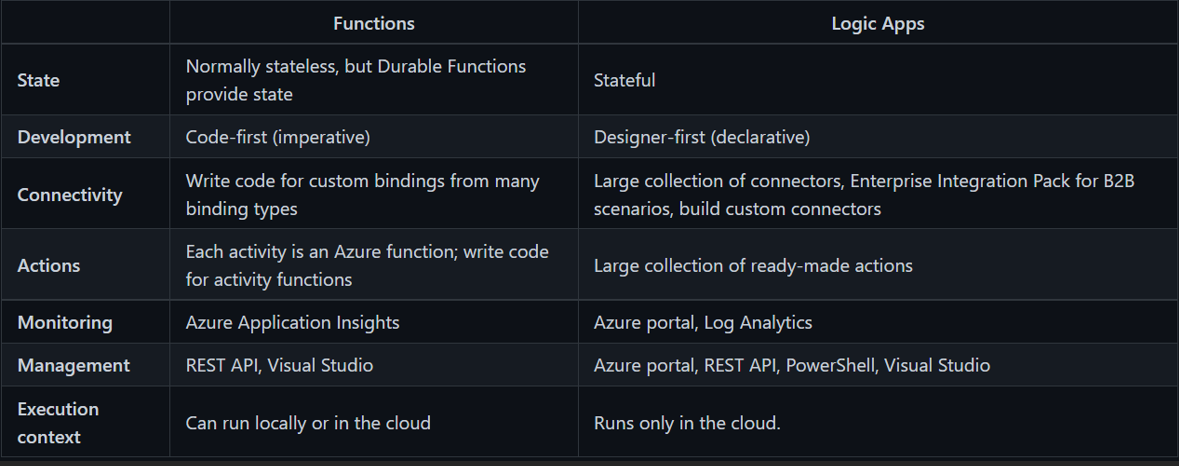 Functions
Logic Apps
State
Normally stateless, but Durable Functions
provide state
Stateful
Development
Code-first (imperative)
Designer-first (declarative)
Connectivity
Write code for custom bindings from many
binding types
Large collection of connectors, Enterprise Integration Pack for B2B
scenarios, build custom connectors
Actions
Each activity is an Azure function; write code
for activity functions
Large collection of ready-made actions
Monitoring
Azure Application Insights
Azure portal, Log Analytics
Management
REST API, Visual Studio
Azure portal, REST API, PowerShell, Visual Studio
Execution
context
Can run locally or in the cloud
Runs only in the cloud.